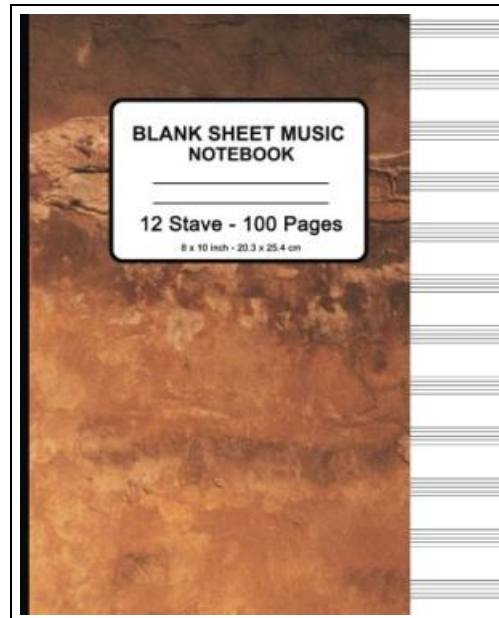 BLANK SHEET MUSIC
NOTEBOOK
12 Stave - 100 Pages
8 x 10 inch - 20.3 x 25.4 cm